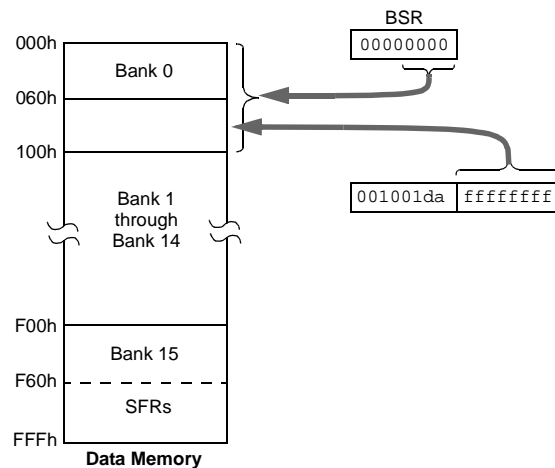 BSR
00000000
000h
Bank 0
060h
100h
Bank 1
through
Bank 14
001001da ffffffff
F00h
Bank 15
F60h
SFRs
FFFh
Data Memory